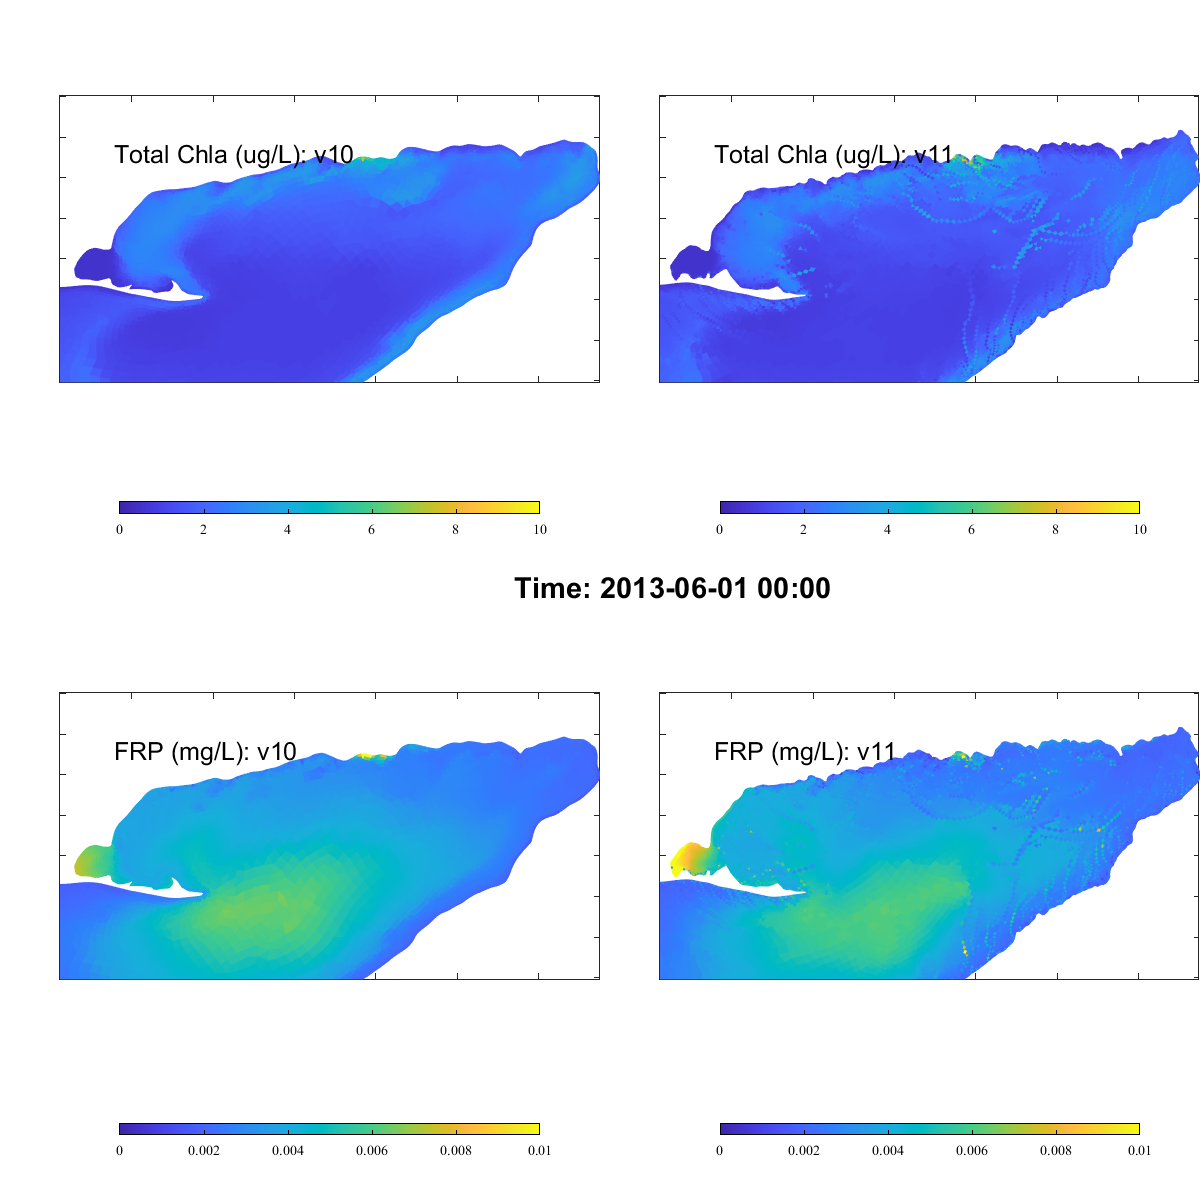 Total Chla (ug/L): v10
Total Chla (ug/L): v11
0 2 4 6 8 10
0 2 4 6 8 10
Time: 2013-06-01 00:00
FRP (mg/L): v10
FRP (mg/L): v11
0 0.002 0.004 0.006 0.008 0.01
0 0.002 0.004 0.006 0.008 0.01